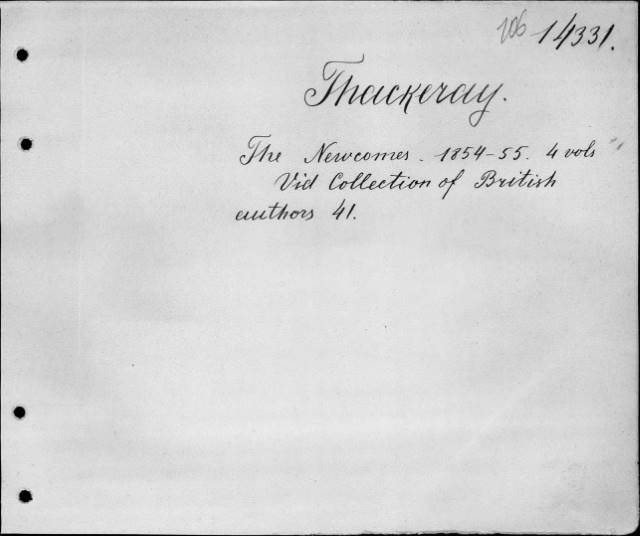 106 14331.
Thackeray.
The Newcomes. 1854-55. 4 vols
Vid Collection of British
authors 41.